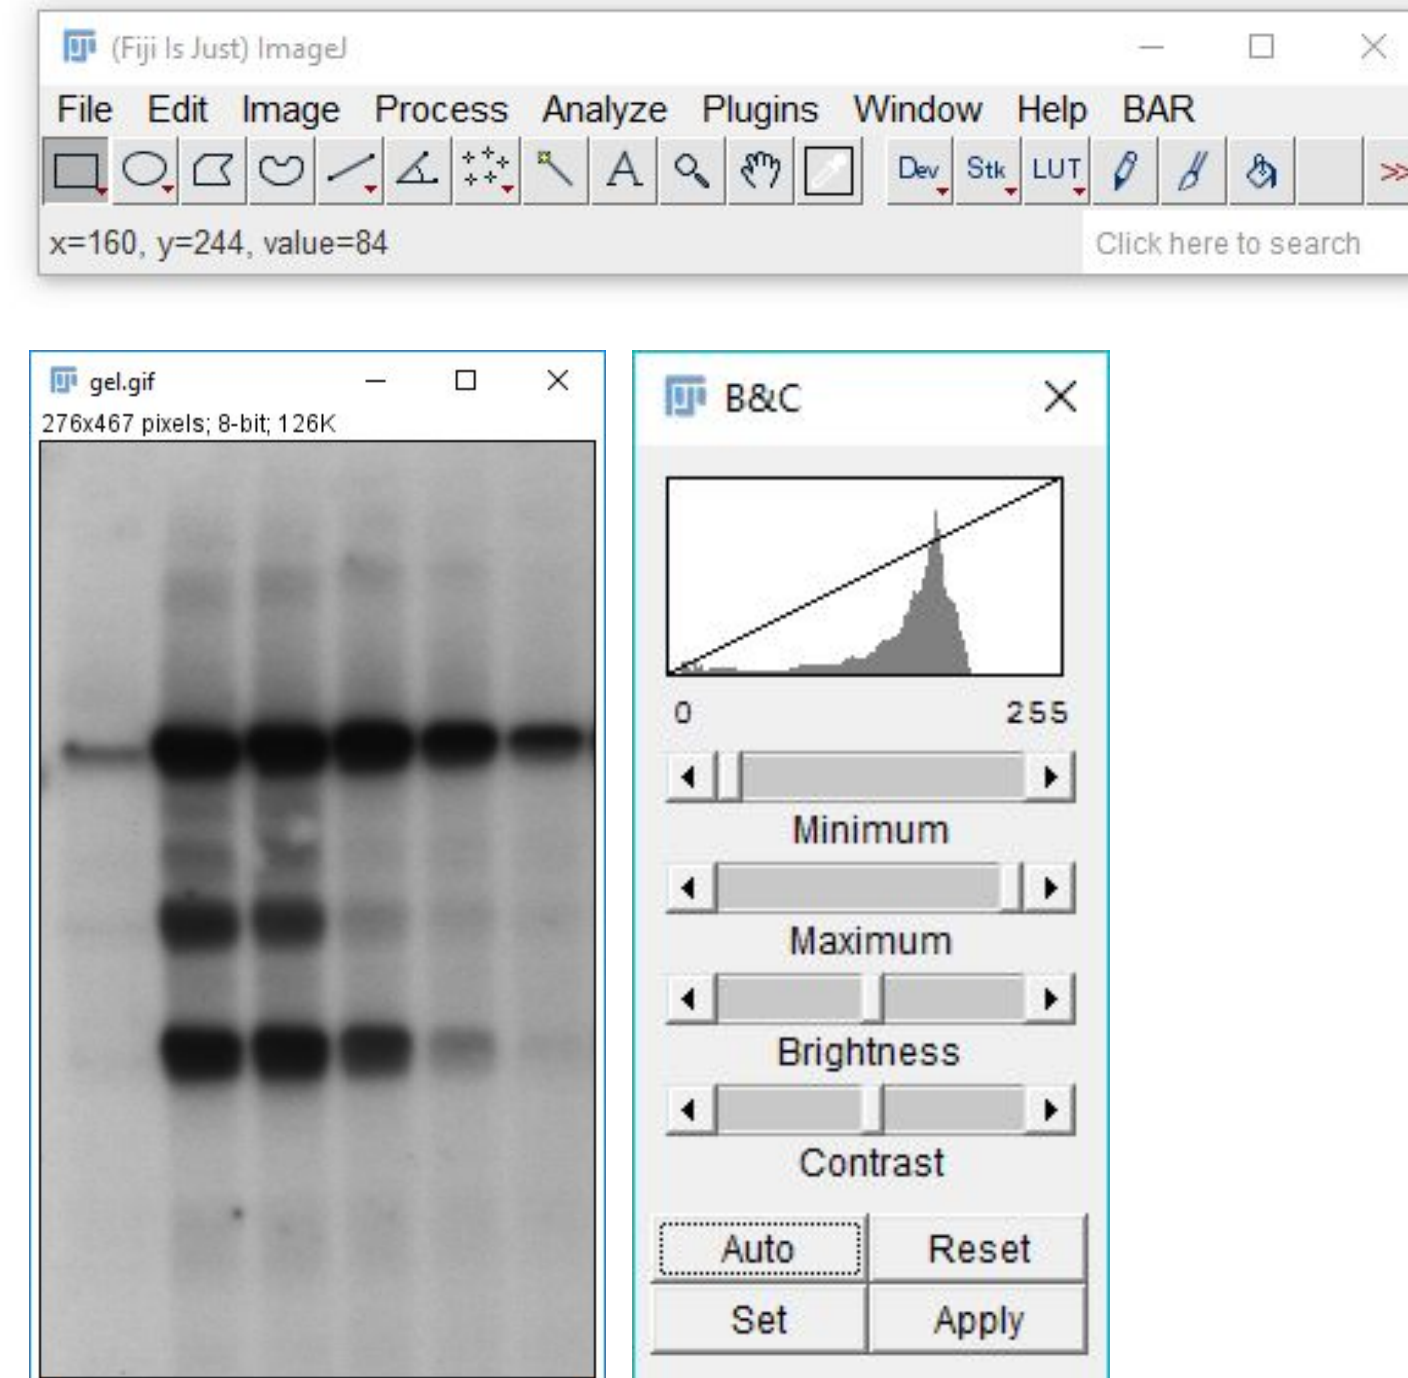 (Fiji Is Just) ImageJ
File Edit Image Process Analyze Plugins Window Help BAR
A Dev Stk LUT >>
x=160, y=244, value=84 Click here to search
gel.gif
276x467 pixels; 8-bit; 126K
B&C
0 255
Minimum
Maximum
Brightness
Contrast
Auto Reset
Set Apply